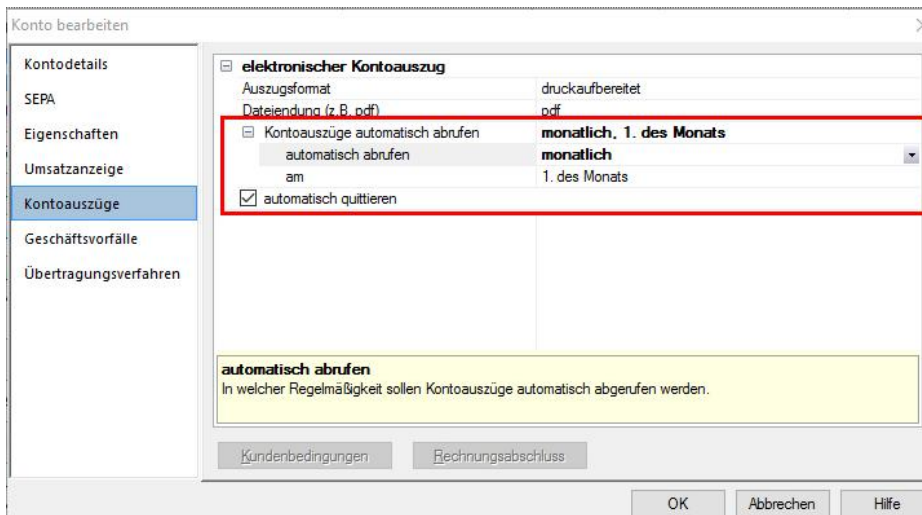 Konto bearbeiten
Kontodetails
SEPA
Eigenschaften
Umsatzanzeige
Kontoauszüge
Geschäftsvorfälle
Übertragungsverfahren
elektronischer Kontoauszug
Auszugsformat druckaufbereitet
Dateiendung (z.B. pdf) pdf
Kontoauszüge automatisch abrufen monatlich, 1. des Monats
automatisch abrufen monatlich
am 1. des Monats
automatisch quittieren
automatisch abrufen
In welcher Regelmäßigkeit sollen Kontoauszüge automatisch abgerufen werden.
Kundenbedingungen Rechnungsabschluss
OK Abbrechen Hilfe